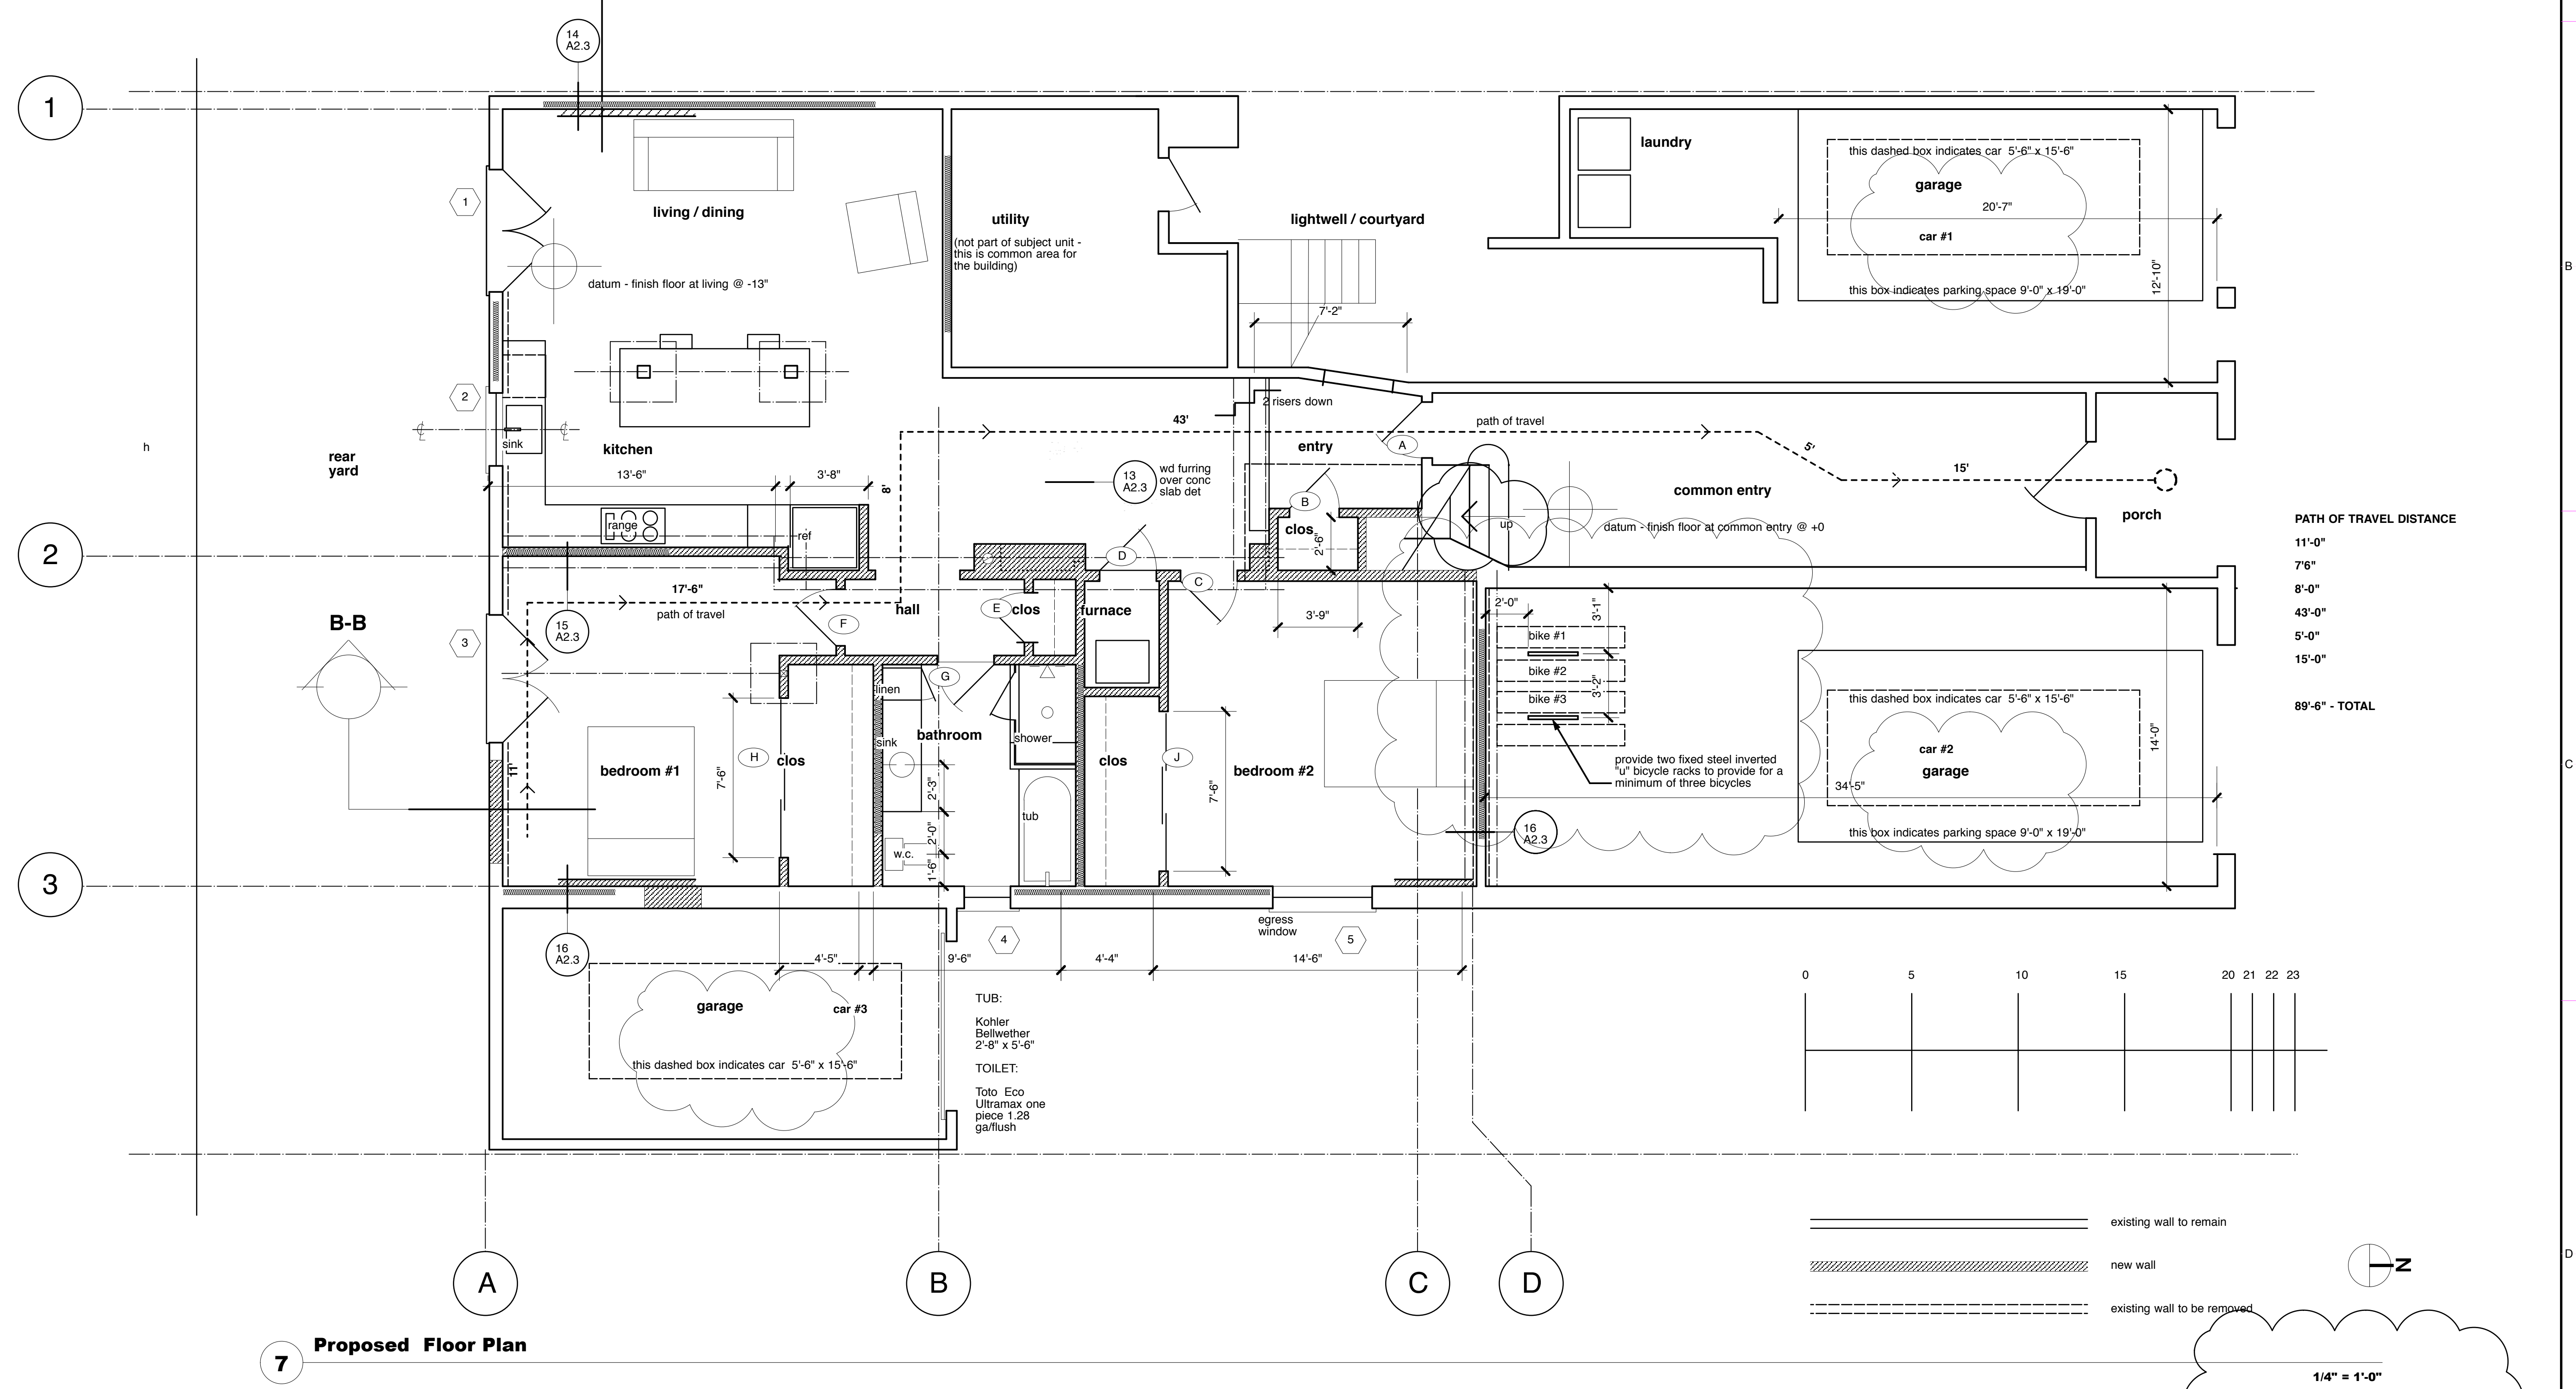 14
A2.3
1
laundry
this dashed box indicates car 5'-6" x 15'-6"
garage
20'-7"
car #1
12'-10"
this box indicates parking space 9'-0" x 19'-0"
B
1
living / dining
utility
(not part of subject unit -
this is common area for
the building)
lightwell / courtyard
datum - finish floor at living @ -13"
7'-2"
2
2 risers down
43'
path of travel
entry
A
5'
15'
sink
kitchen
13'-6"
3'-8"
8'
h
rear
yard
13
A2.3
wd furring
over conc
slab det
B
clos
2'-6"
common entry
up
datum - finish floor at common entry @ +0
porch
range
ref
2
D
C
PATH OF TRAVEL DISTANCE
11'-0"
7'6"
8'-0"
43'-0"
5'-0"
15'-0"
89'-6" - TOTAL
17'-6"
path of travel
hall
E
clos
furnace
3'-9"
2'-0"
3'-1"
B-B
15
A2.3
3
F
bike #1
bike #2
bike #3
3'-2"
G
linen
this dashed box indicates car 5'-6" x 15'-6"
sink
bathroom
shower
car #2
garage
14'-0"
11'
bedroom #1
7'-6"
H
clos
2'-3"
clos
J
bedroom #2
7'-6"
provide two fixed steel inverted
"u" bicycle racks to provide for a
minimum of three bicycles
34'-5"
C
tub
2'-0"
w.c.
1'-6"
16
A2.3
this box indicates parking space 9'-0" x 19'-0"
3
egress
window
4
5
16
A2.3
4'-5"
9'-6"
4'-4"
14'-6"
garage
car #3
this dashed box indicates car 5'-6" x 15'-6"
TUB:
Kohler
Bellwether
2'-8" x 5'-6"
TOILET:
Toto Eco
Ultramax one
piece 1.28
ga/flush
0 5 10 15 20 21 22 23
existing wall to remain
new wall
existing wall to be removed
N
D
A
B
C
D
7
Proposed Floor Plan
1/4" = 1'-0"